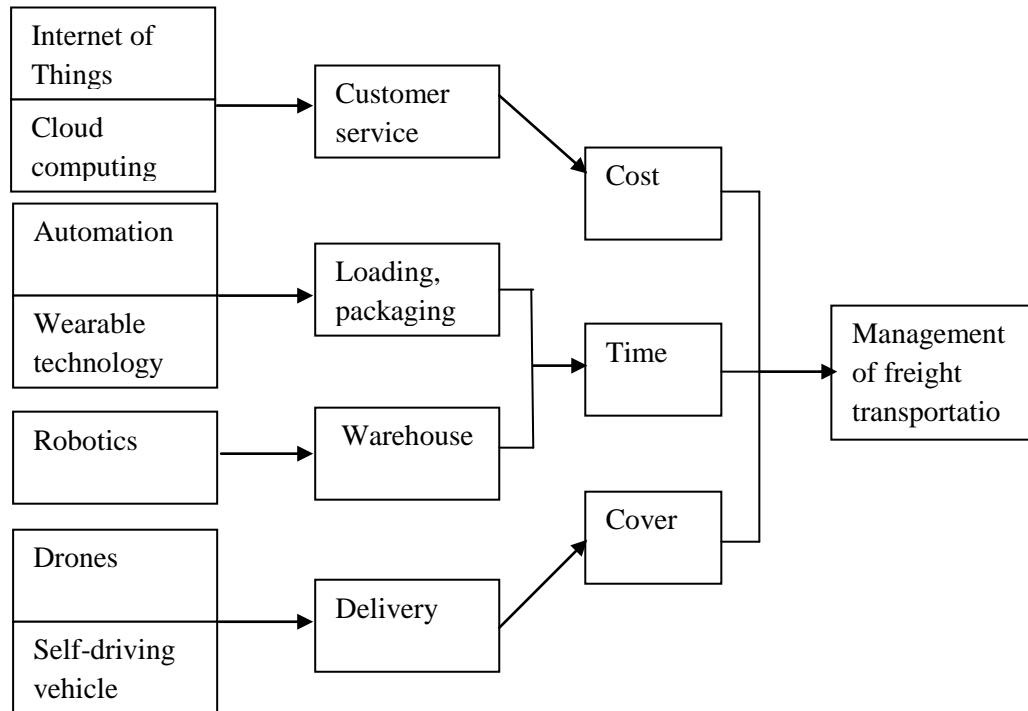 Internet of
Things
Cloud
computing
Customer
service
Cost
Automation
Wearable
technology
Loading,
packaging
Time
Management
of freight
transportatio
Robotics
Warehouse
Cover
Drones
Self-driving
vehicle
Delivery